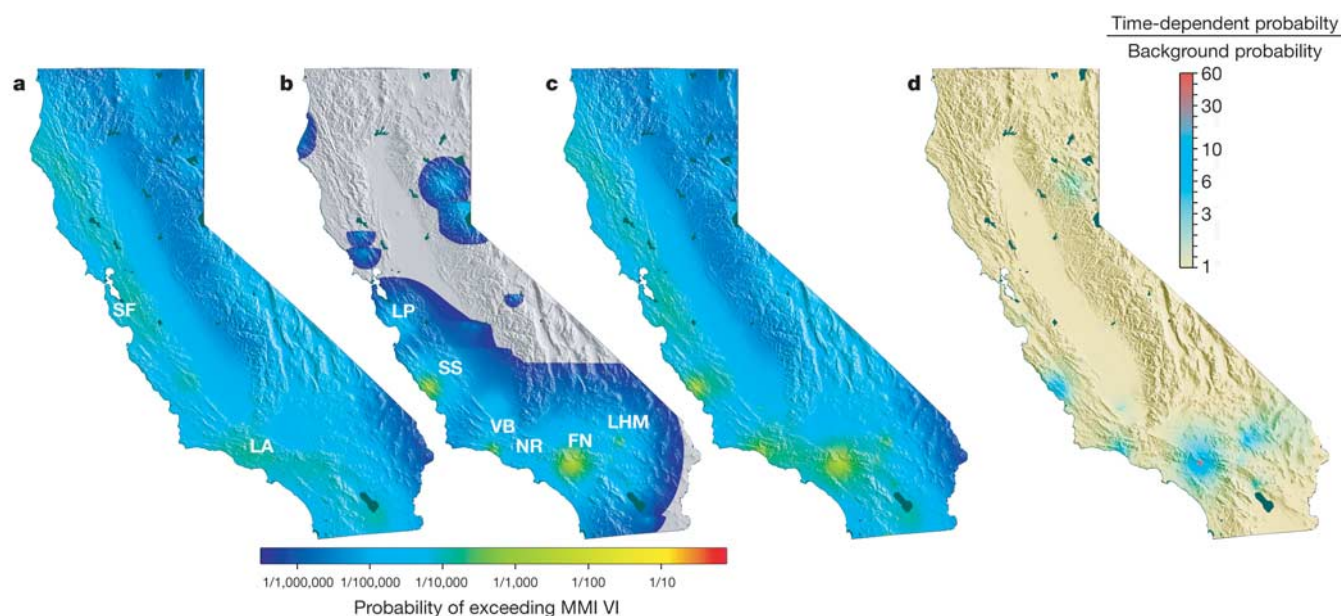 Time-dependent probabilty
Background probability
a
b
c
d
60
30
10
6
3
1
SF
LA
LP
SS
VB
NR
FN
LHM
1/1,000,000
1/100,000
1/10,000
1/1,000
1/100
1/10
Probability of exceeding MMI VI